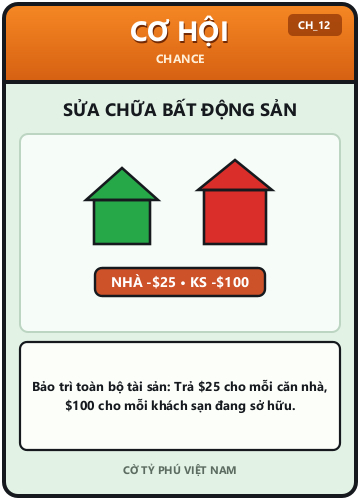 CƠ HỘI
CH_12
CHANCE
SỬA CHỮA BẤT ĐỘNG SẢN
NHÀ -$25 • KS -$100
Bảo trì toàn bộ tài sản: Trả $25 cho mỗi căn nhà,
$100 cho mỗi khách sạn đang sở hữu.
CỜ TỶ PHÚ VIỆT NAM